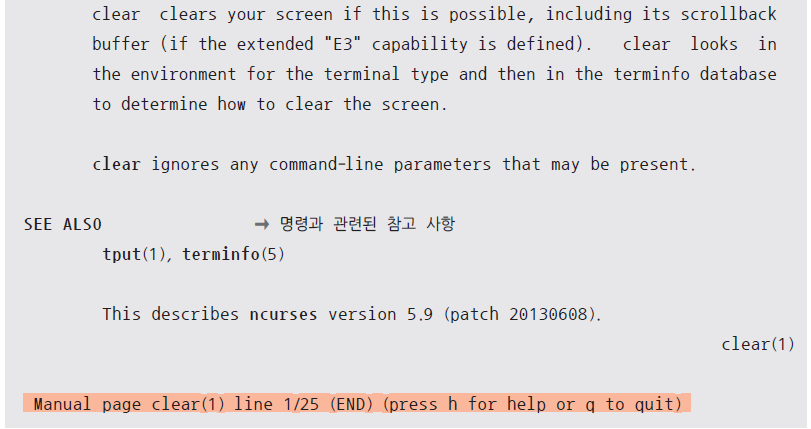 clear clears your screen if this is possible, including its scrollback
buffer (if the extended "E3" capability is defined). clear looks in
the environment for the terminal type and then in the terminfo database
to determine how to clear the screen.
clear ignores any command-line parameters that may be present.
SEE ALSO → 명령과 관련된 참고 사항
tput(1), terminfo(5)
This describes ncurses version 5.9 (patch 20130608).
clear(1)
Manual page clear(1) line 1/25 (END) (press h for help or q to quit)